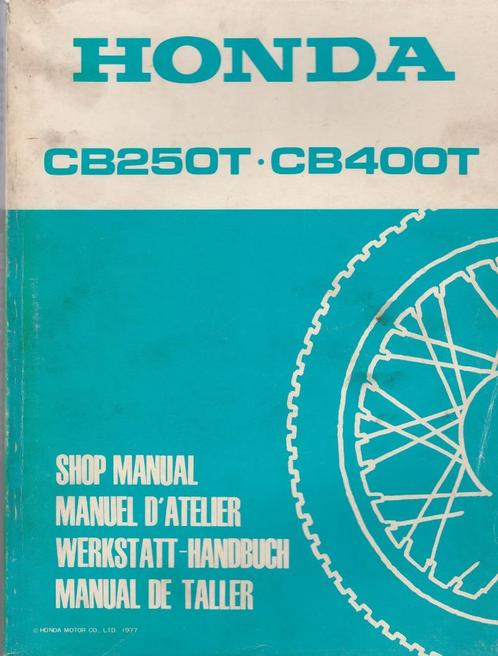 HONDA
CB250T·CB400T
SHOP MANUAL
MANUEL D'ATELIER
WERKSTATT-HANDBUCH
MANUAL DE TALLER
© HONDA MOTOR CO., LTD. 1977